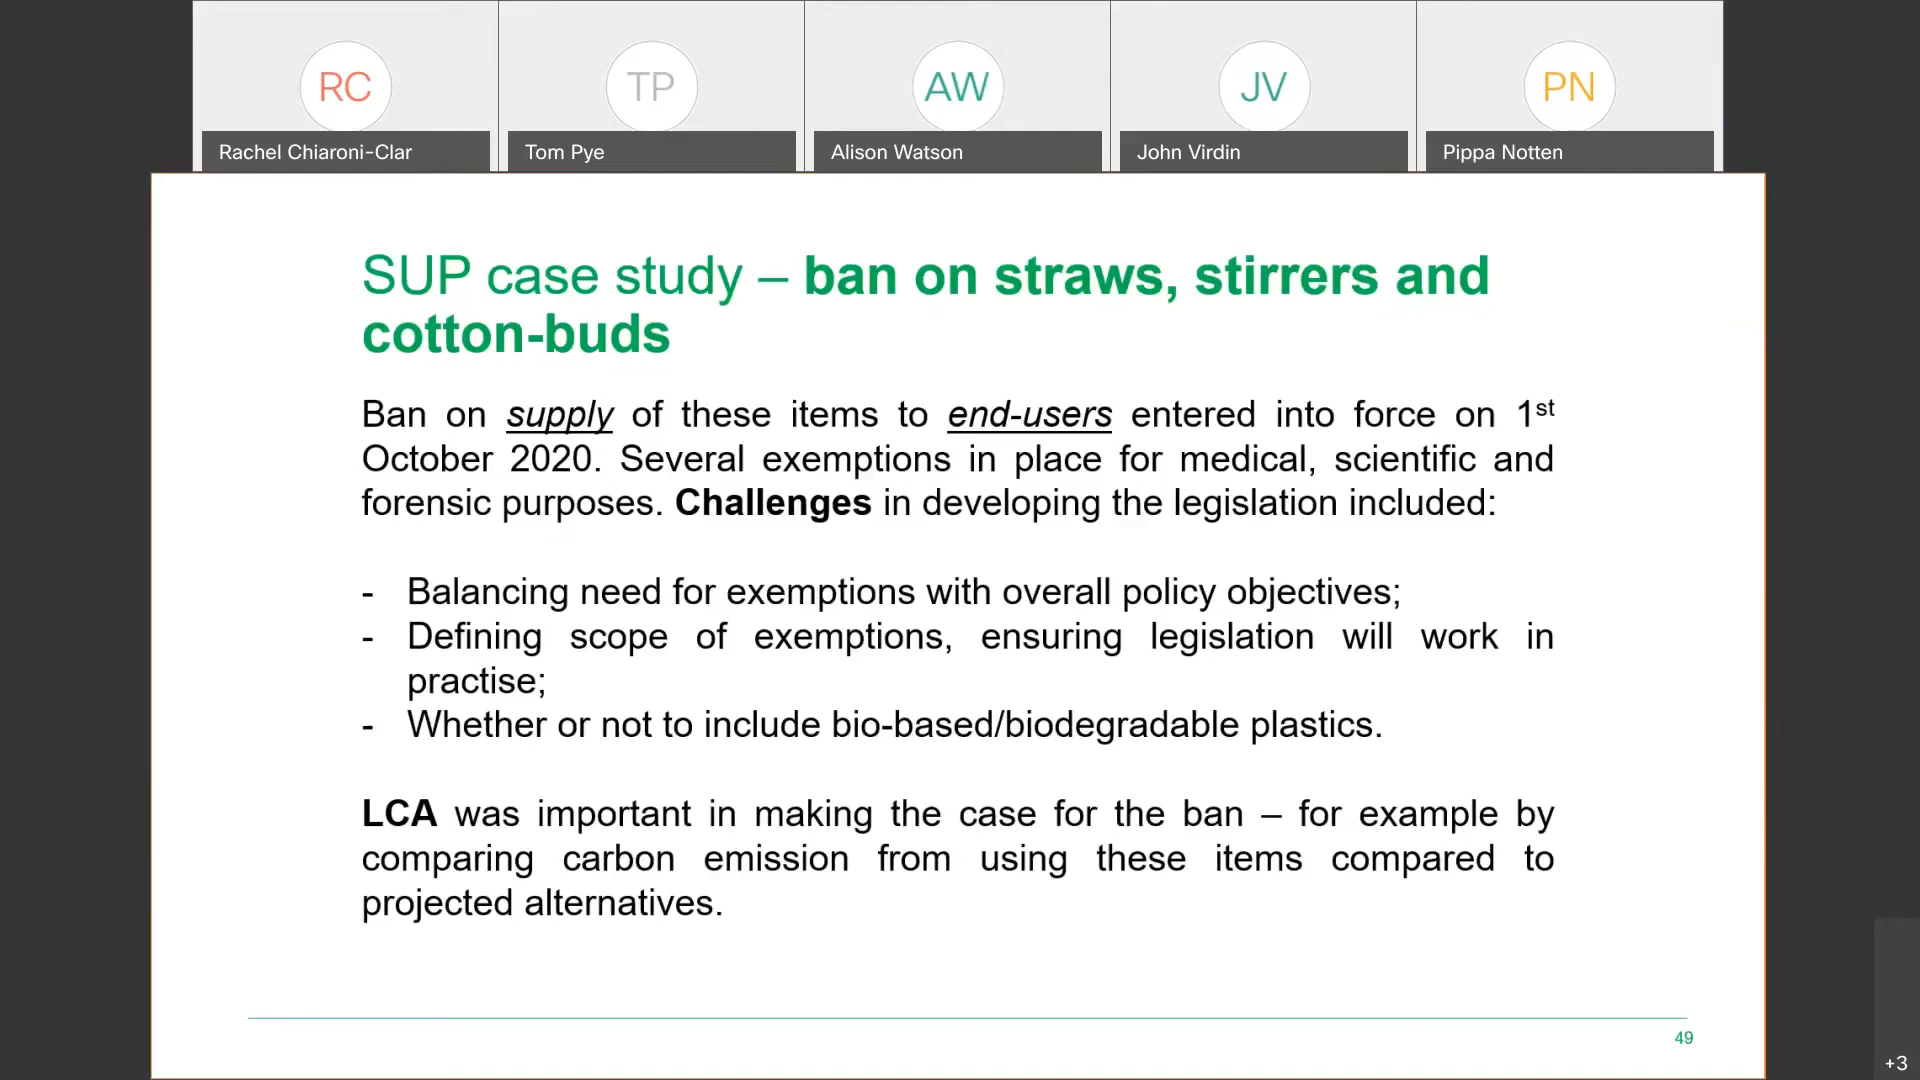 RC
TP
AW
JV
PN
Rachel Chiaroni-Clar
Tom Pye
Alison Watson
John Virdin
Pippa Notten
SUP case study – ban on straws, stirrers and
cotton-buds
Ban on supply of these items to end-users entered into force on 1st
October 2020. Several exemptions in place for medical, scientific and
forensic purposes. Challenges in developing the legislation included:
- Balancing need for exemptions with overall policy objectives;
- Defining scope of exemptions, ensuring legislation will work in
practise;
- Whether or not to include bio-based/biodegradable plastics.
LCA was important in making the case for the ban – for example by
comparing carbon emission from using these items compared to
projected alternatives.
49
+3